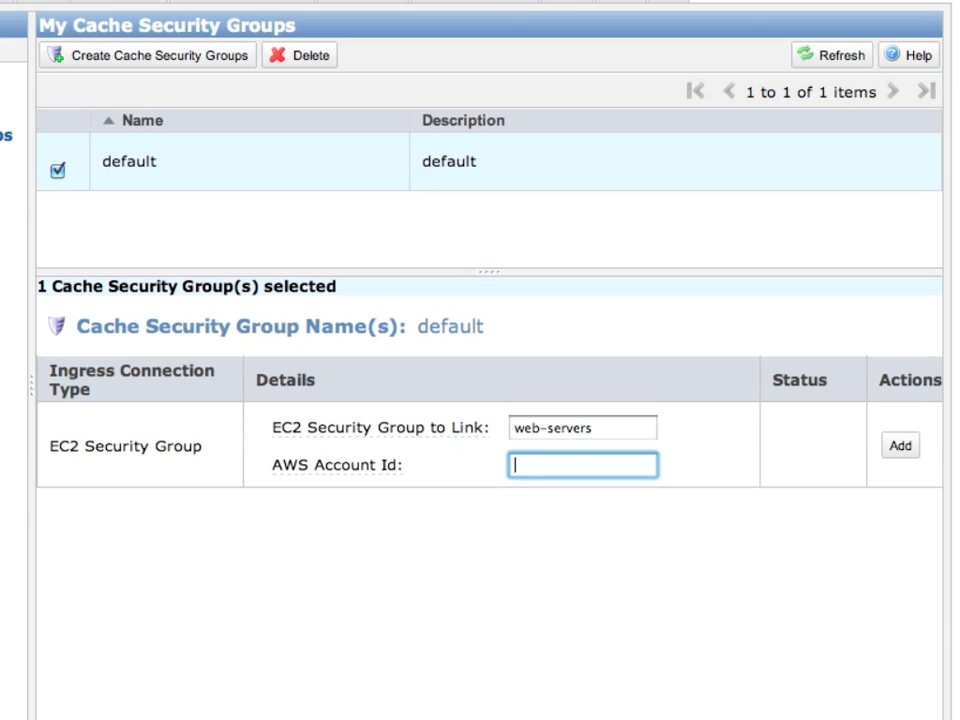 My Cache Security Groups
Create Cache Security Groups Delete Refresh Help
1 to 1 of 1 items
Name Description
default default
1 Cache Security Group(s) selected
Cache Security Group Name(s): default
Ingress Connection Type Details Status Actions
EC2 Security Group EC2 Security Group to Link: web-servers Add
AWS Account Id: